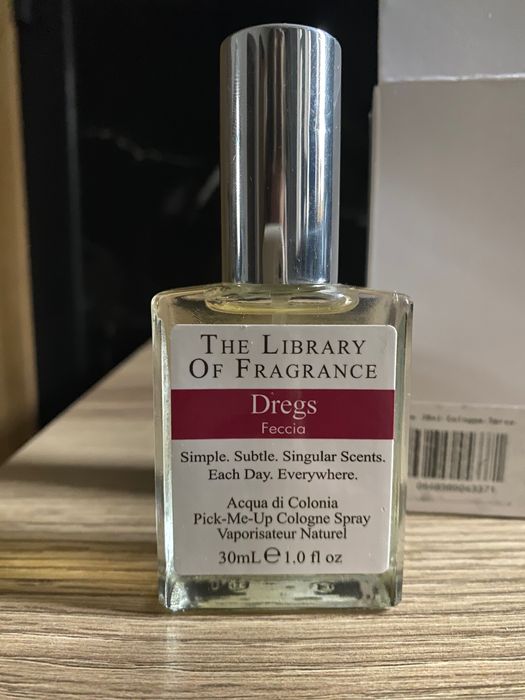 THE LIBRARY
OF FRAGRANCE
Dregs
Feccia
Simple. Subtle. Singular Scents.
Each Day. Everywhere.
Acqua di Colonia
Pick-Me-Up Cologne Spray
Vaporisateur Naturel
30mL ℮ 1.0 fl oz